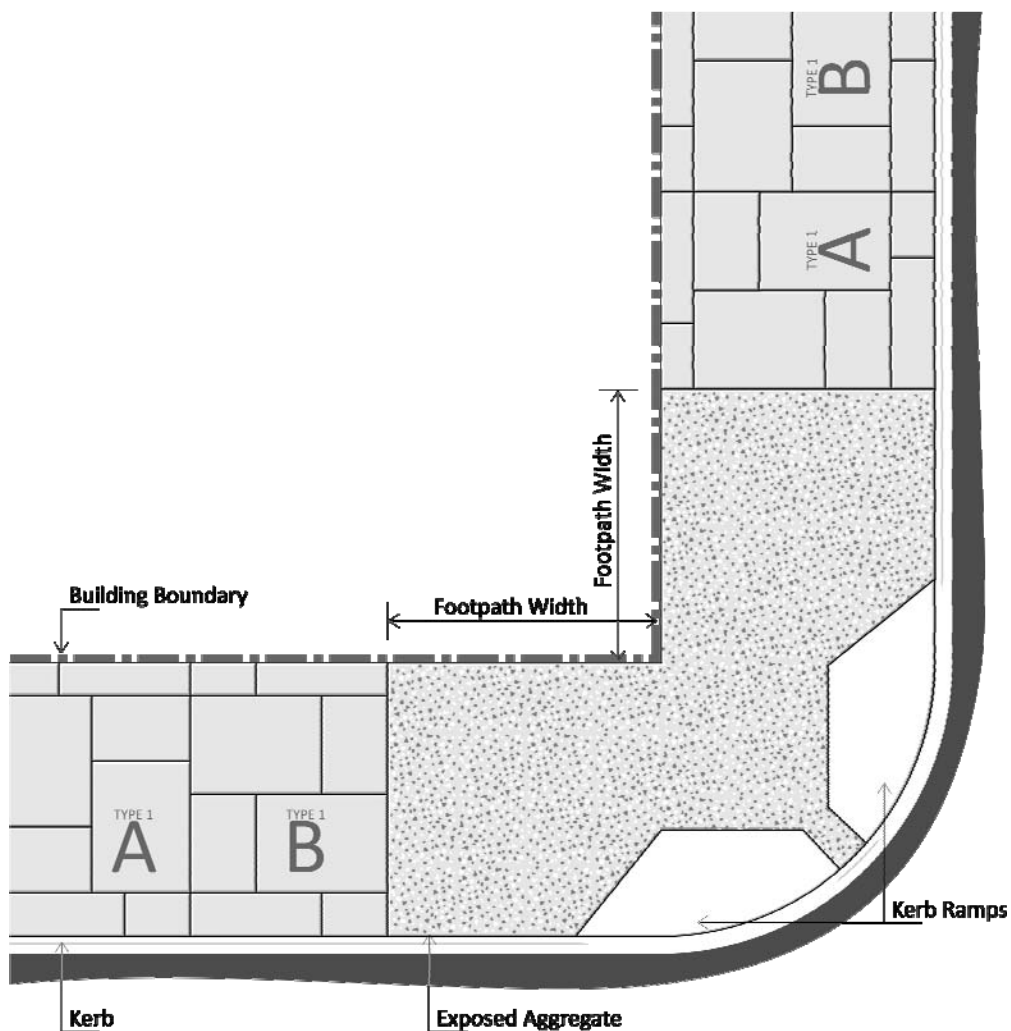 TYPE 1
B
TYPE 1
A
Footpath Width
Building Boundary
Footpath Width
TYPE 1
A
TYPE 1
B
Kerb Ramps
Kerb
Exposed Aggregate